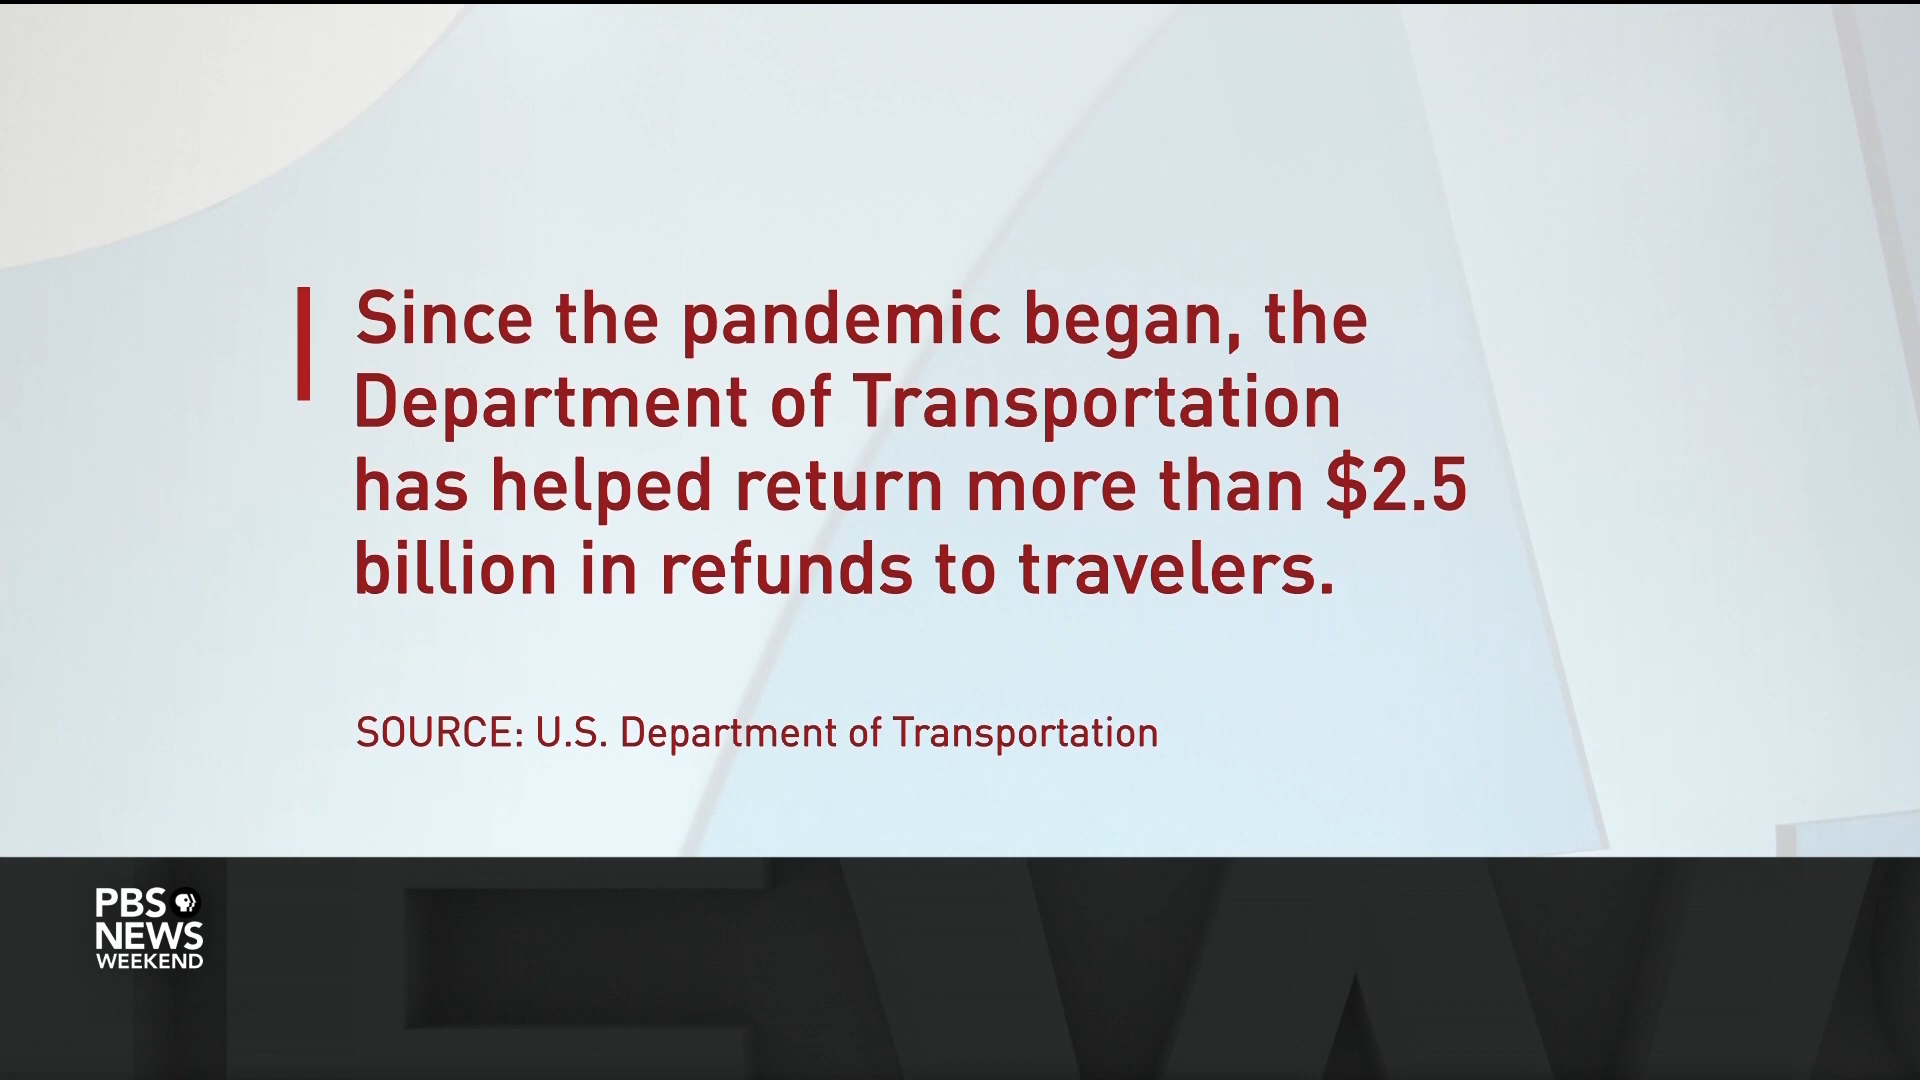 Since the pandemic began, the
Department of Transportation
has helped return more than $2.5
billion in refunds to travelers.
SOURCE: U.S. Department of Transportation
PBS
NEWS
WEEKEND